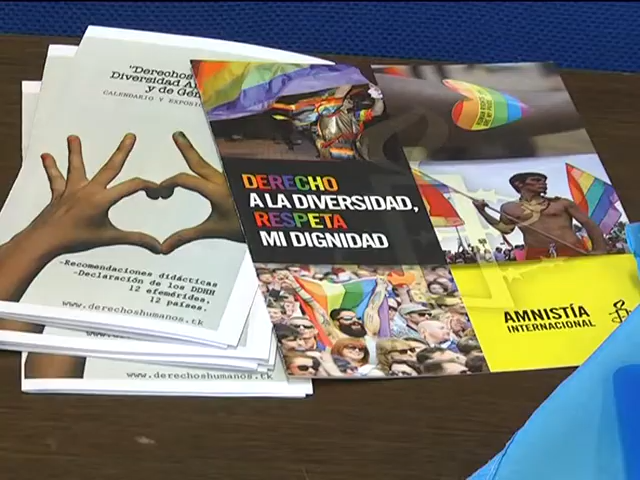 "Derechos
Diversidad A
y de Gé
CALENDARIO Y EXPOSI
-Recomendaciones didácticas
-Declaración de los DDHH
12 efemérides.
12 países.
www.derechoshumanos.tk
www.derechoshumanos.tk
DERECHO
A LA DIVERSIDAD,
RESPETA
MI DIGNIDAD
AMNISTÍA
INTERNACIONAL